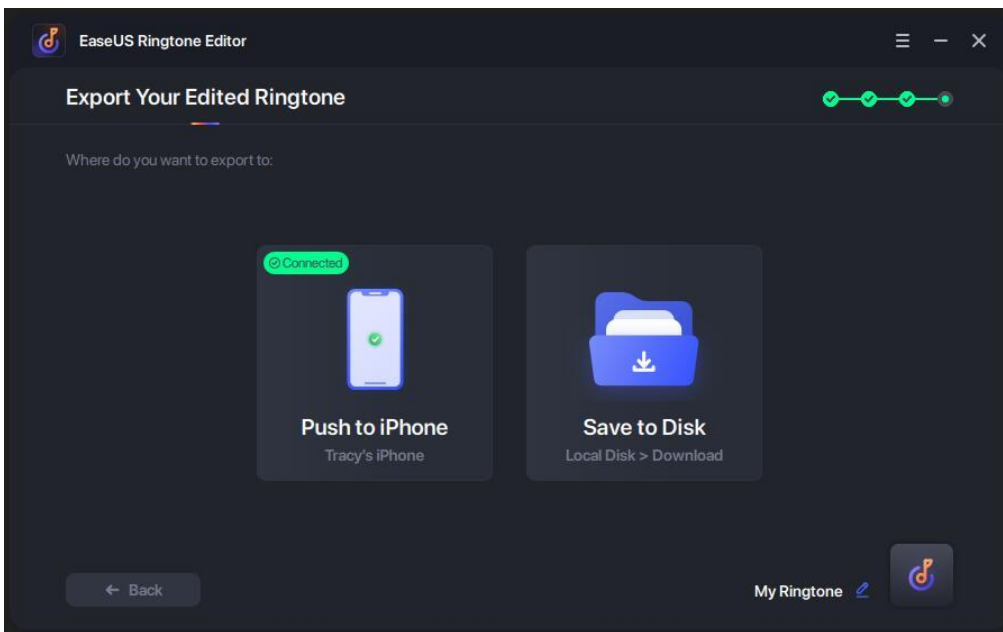 EaseUS Ringtone Editor
Export Your Edited Ringtone
Where do you want to export to:
Connected
Push to iPhone
Tracy's iPhone
Save to Disk
Local Disk > Download
← Back
My Ringtone